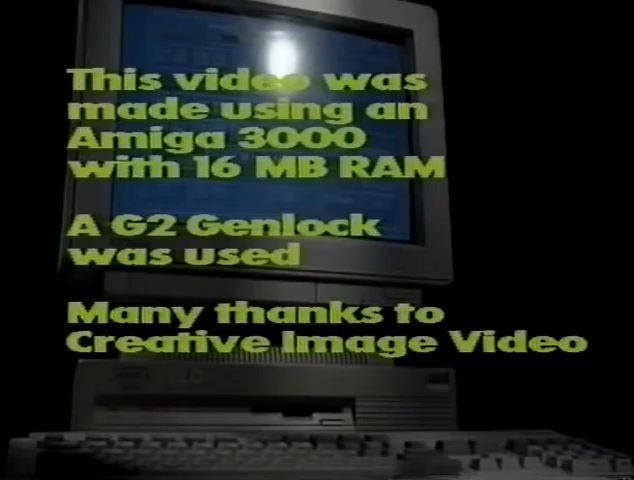 This video was
made using an
Amiga 3000
with 16 MB RAM
A G2 Genlock
was used
Many thanks to
Creative Image Video